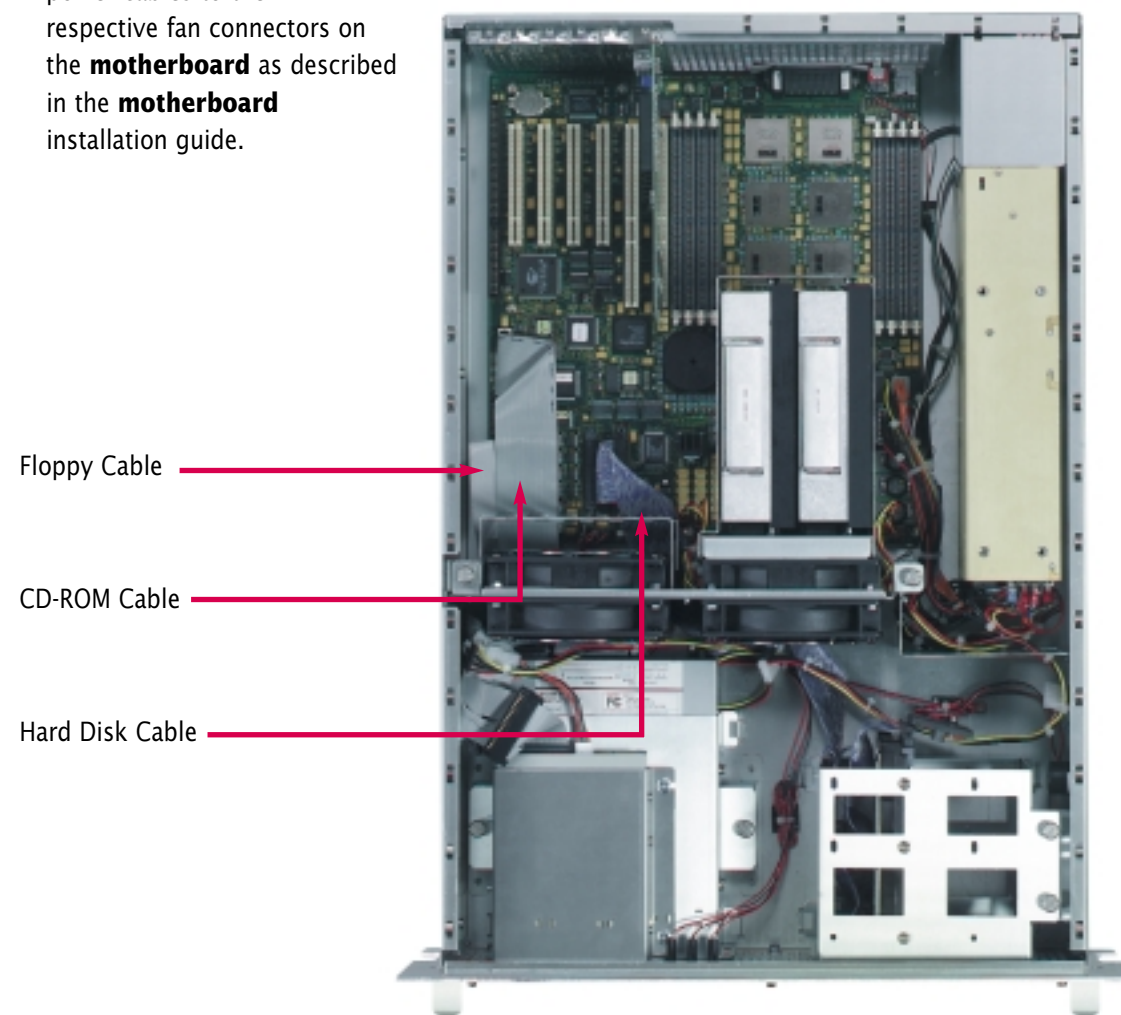 respective fan connectors on
the motherboard as described
in the motherboard
installation guide.
Floppy Cable
CD-ROM Cable
Hard Disk Cable